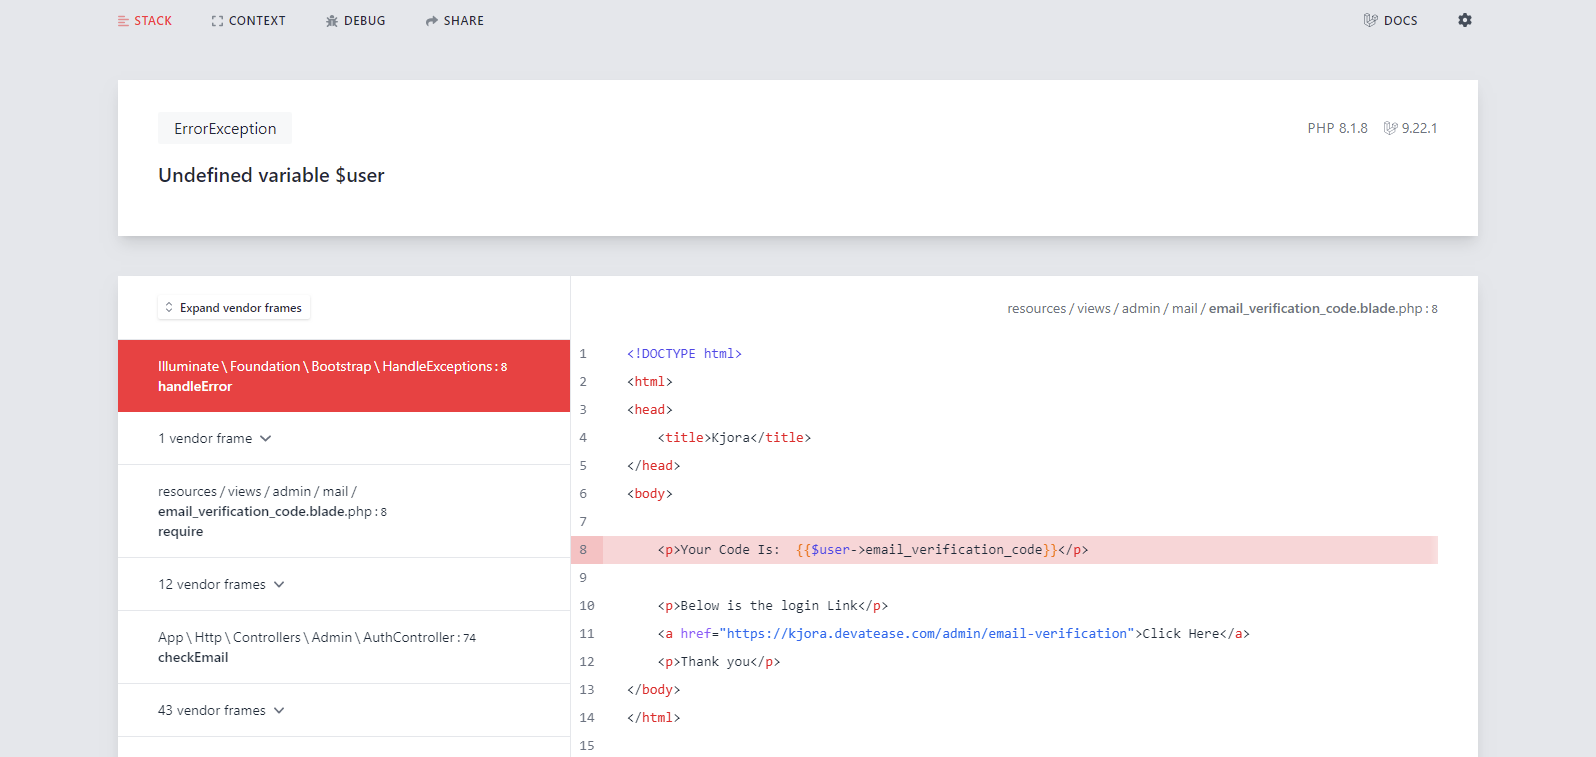 STACK CONTEXT DEBUG SHARE DOCS
ErrorException
PHP 8.1.8 9.22.1
Undefined variable $user
Expand vendor frames
resources / views / admin / mail / email_verification_code.blade.php : 8
Illuminate \ Foundation \ Bootstrap \ HandleExceptions : 8
handleError
1 vendor frame
resources / views / admin / mail /
email_verification_code.blade.php : 8
require
12 vendor frames
App \ Http \ Controllers \ Admin \ AuthController : 74
checkEmail
43 vendor frames
1 <!DOCTYPE html>
2 <html>
3 <head>
4 <title>Kjora</title>
5 </head>
6 <body>
7
8 <p>Your Code Is:  {{$user->email_verification_code}}</p>
9
10 <p>Below is the login Link</p>
11 <a href="https://kjora.devatease.com/admin/email-verification">Click Here</a>
12 <p>Thank you</p>
13 </body>
14 </html>
15